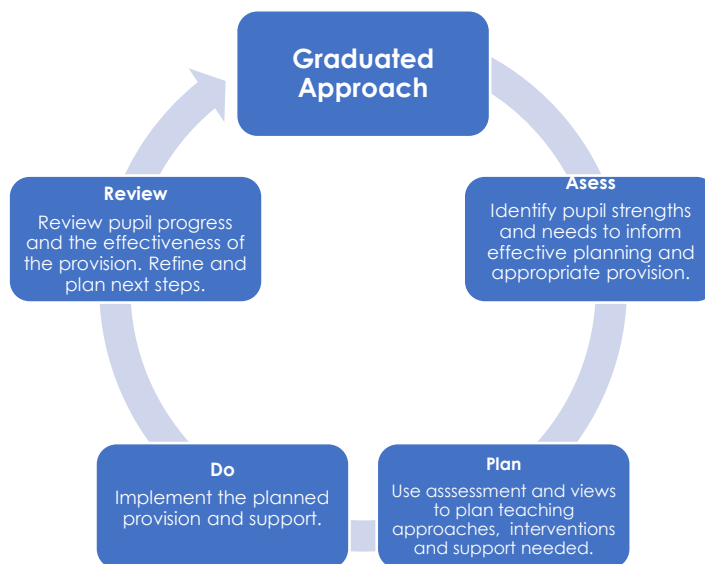 Graduated
Approach
Asess
Identify pupil strengths
and needs to inform
effective planning and
appropriate provision.
Plan
Use asssessment and views
to plan teaching
approaches, interventions
and support needed.
Do
Implement the planned
provision and support.
Review
Review pupil progress
and the effectiveness of
the provision. Refine and
plan next steps.